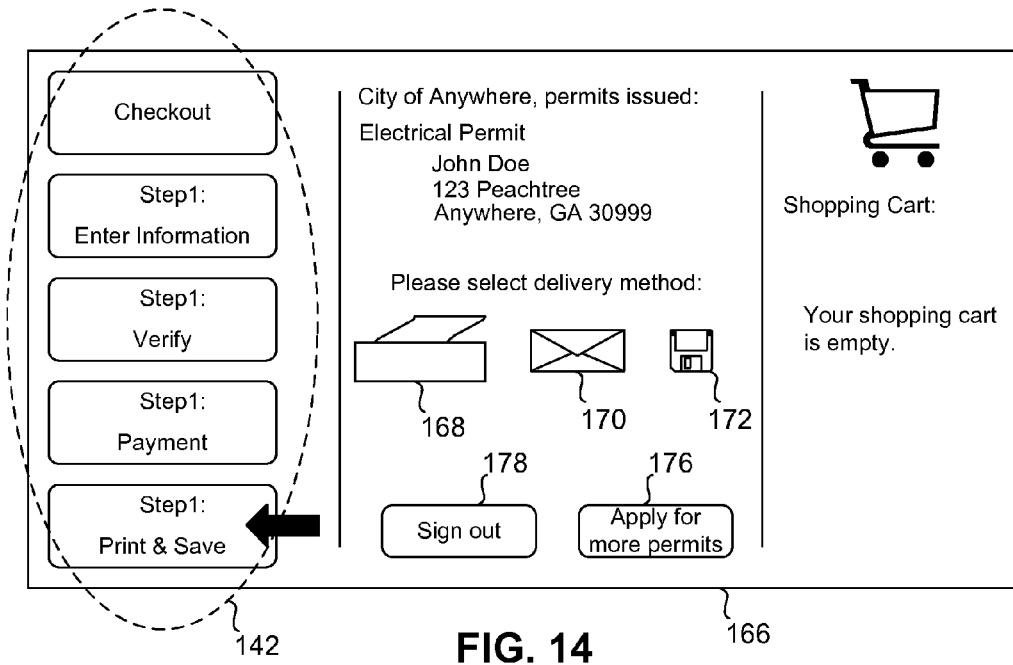 Checkout
Step1:
Enter Information
Step1:
Verify
Step1:
Payment
Step1:
Print & Save
142
City of Anywhere, permits issued:
Electrical Permit
John Doe
123 Peachtree
Anywhere, GA 30999
Please select delivery method:
168
170
172
178
176
Sign out
Apply for
more permits
Shopping Cart:
Your shopping cart
is empty.
166
FIG. 14